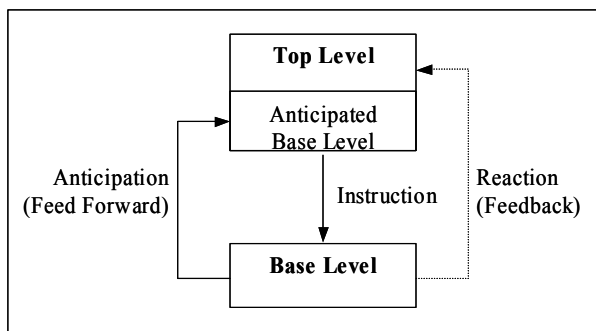 Top Level
Anticipated
Base Level
Anticipation
(Feed Forward)
Instruction
Reaction
(Feedback)
Base Level